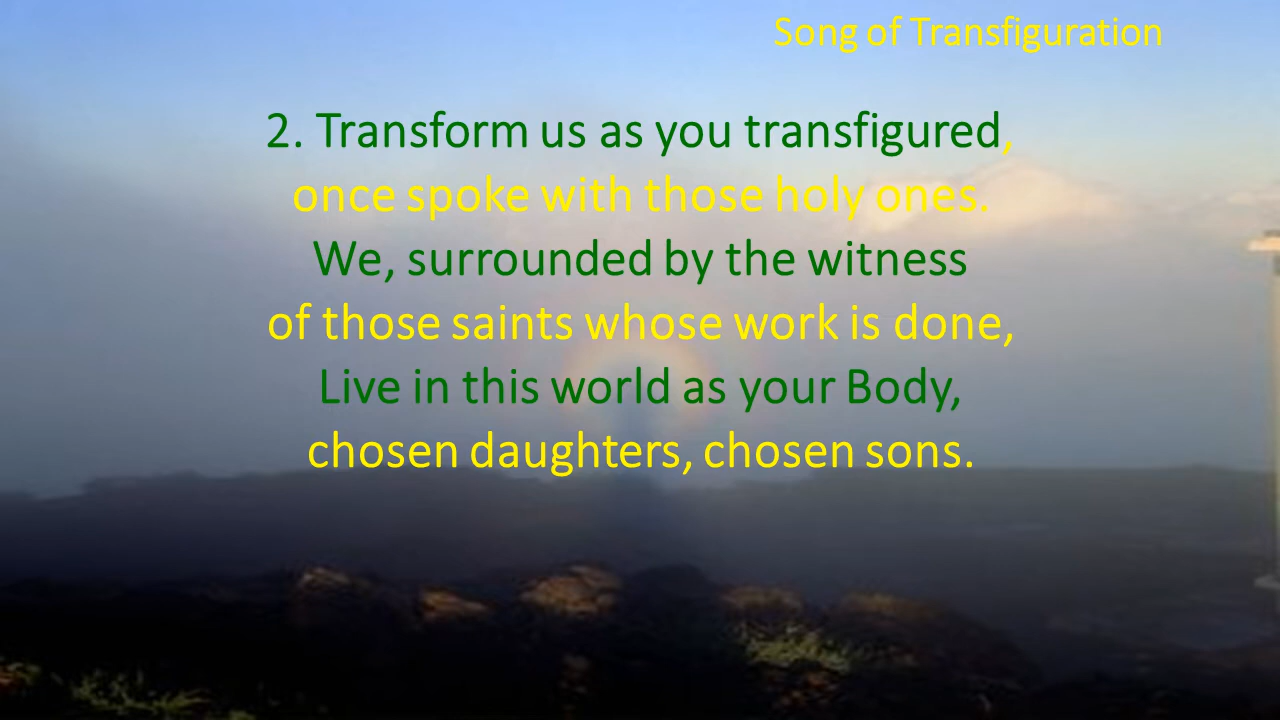 Song of Transfiguration
2. Transform us as you transfigured,
once spoke with those holy ones.
We, surrounded by the witness
of those saints whose work is done,
Live in this world as your Body,
chosen daughters, chosen sons.